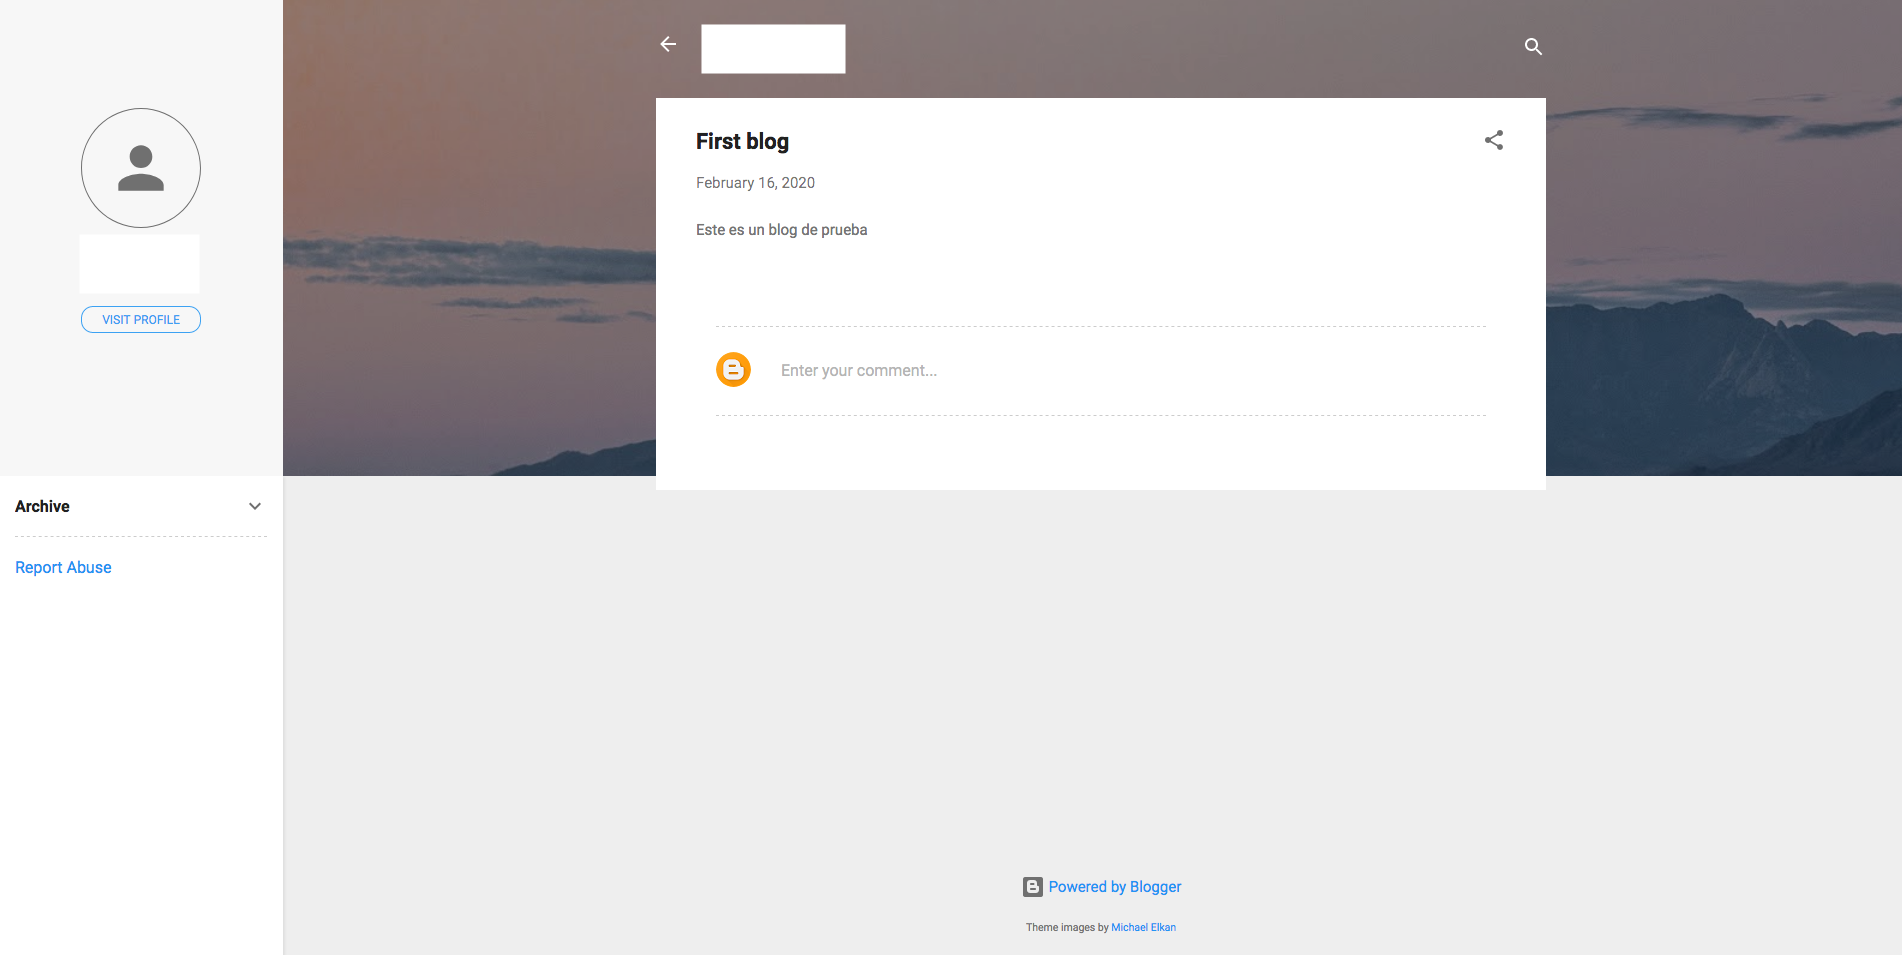 VISIT PROFILE
Archive
Report Abuse
First blog
February 16, 2020
Este es un blog de prueba
Enter your comment...
Powered by Blogger
Theme images by Michael Elkan